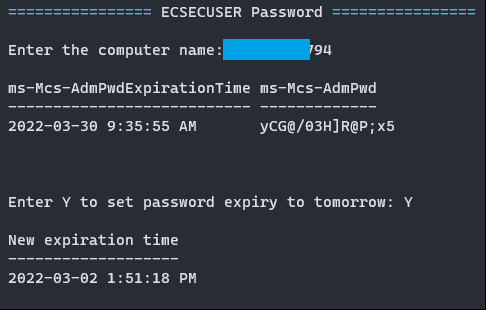 ================ ECSECUSER Password ================
Enter the computer name: 794
ms-Mcs-AdmPwdExpirationTime ms-Mcs-AdmPwd
--------------------------- -------------
2022-03-30 9:35:55 AM yCG@/03H]R@P;x5
Enter Y to set password expiry to tomorrow: Y
New expiration time
-------------------
2022-03-02 1:51:18 PM